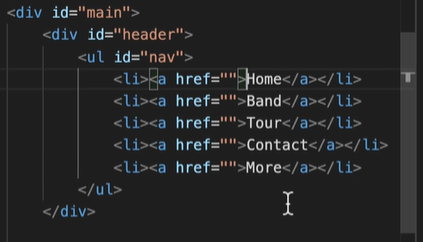 <div id="main">
<div id="header">
<ul id="nav">
<li><a href="">Home</a></li>
<li><a href="">Band</a></li>
<li><a href="">Tour</a></li>
<li><a href="">Contact</a></li>
<li><a href="">More</a></li>
</ul>
</div>